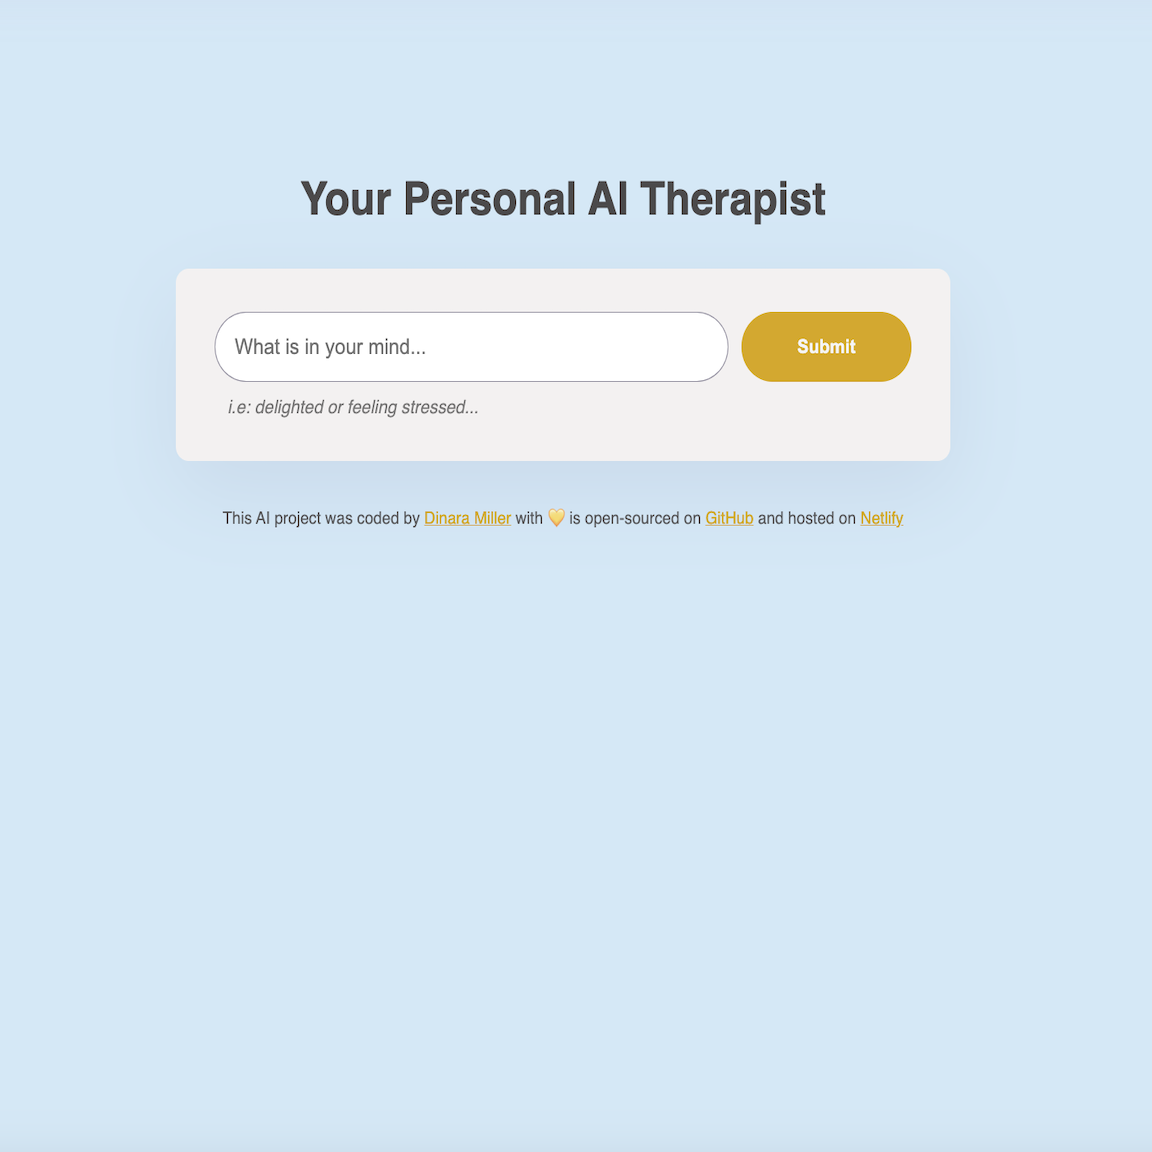 Your Personal AI Therapist
What is in your mind...
Submit
i.e: delighted or feeling stressed...
This AI project was coded by Dinara Miller with 💛 is open-sourced on GitHub and hosted on Netlify